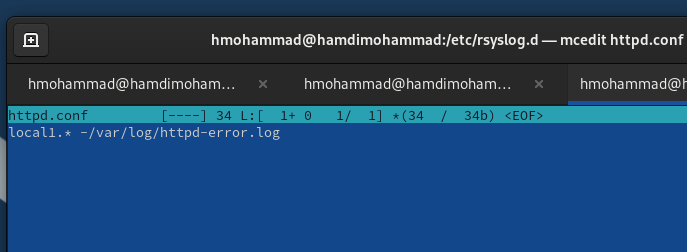 hmohammad@hamdimohammad:/etc/rsyslog.d — mcedit httpd.conf
hmohammad@hamdimoham… × hmohammad@hamdimoham… × hmohammad@h
httpd.conf [----] 34 L:[ 1+ 0 1/ 1] *(34 / 34b) <EOF>
local1.* -/var/log/httpd-error.log